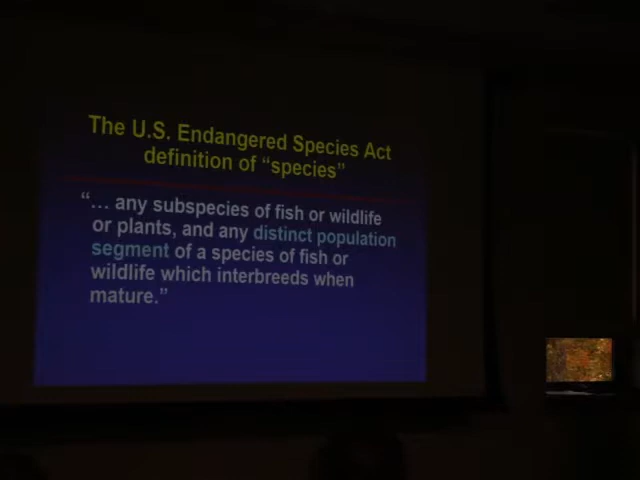 The U.S. Endangered Species Act
definition of “species”
“... any subspecies of fish or wildlife
or plants, and any distinct population
segment of a species of fish or
wildlife which interbreeds when
mature.”